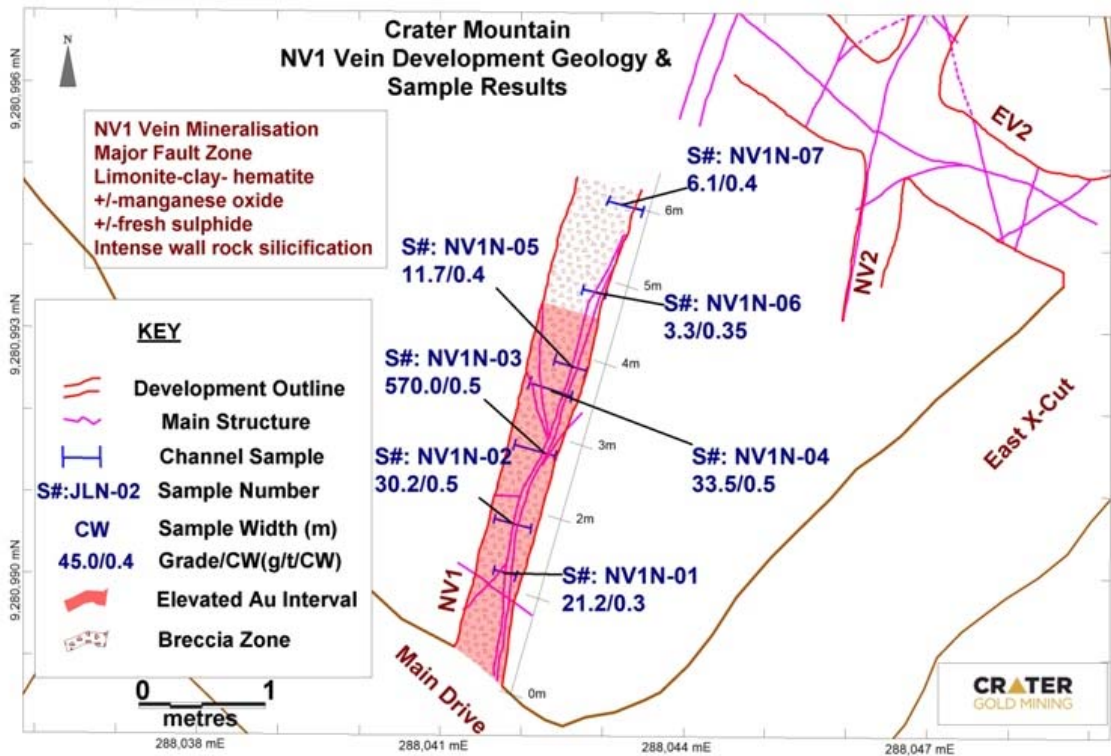 Crater Mountain
NV1 Vein Development Geology &
Sample Results
N
NV1 Vein Mineralisation
Major Fault Zone
Limonite-clay- hematite
+/-manganese oxide
+/-fresh sulphide
Intense wall rock silicification
KEY
Development Outline
Main Structure
Channel Sample
S#:JLN-02 Sample Number
CW Sample Width (m)
45.0/0.4 Grade/CW(g/t/CW)
Elevated Au Interval
Breccia Zone
0 1
metres
S#: NV1N-07
6.1/0.4
S#: NV1N-05
11.7/0.4
S#: NV1N-06
3.3/0.35
S#: NV1N-03
570.0/0.5
S#: NV1N-04
33.5/0.5
S#: NV1N-02
30.2/0.5
S#: NV1N-01
21.2/0.3
6m
5m
4m
3m
2m
0m
NV1
NV2
EV2
Main Drive
East X-Cut
9,280,996 mN
9,280,993 mN
9,280,990 mN
288,038 mE
288,041 mE
288,044 mE
288,047 mE
CRATER
GOLD MINING